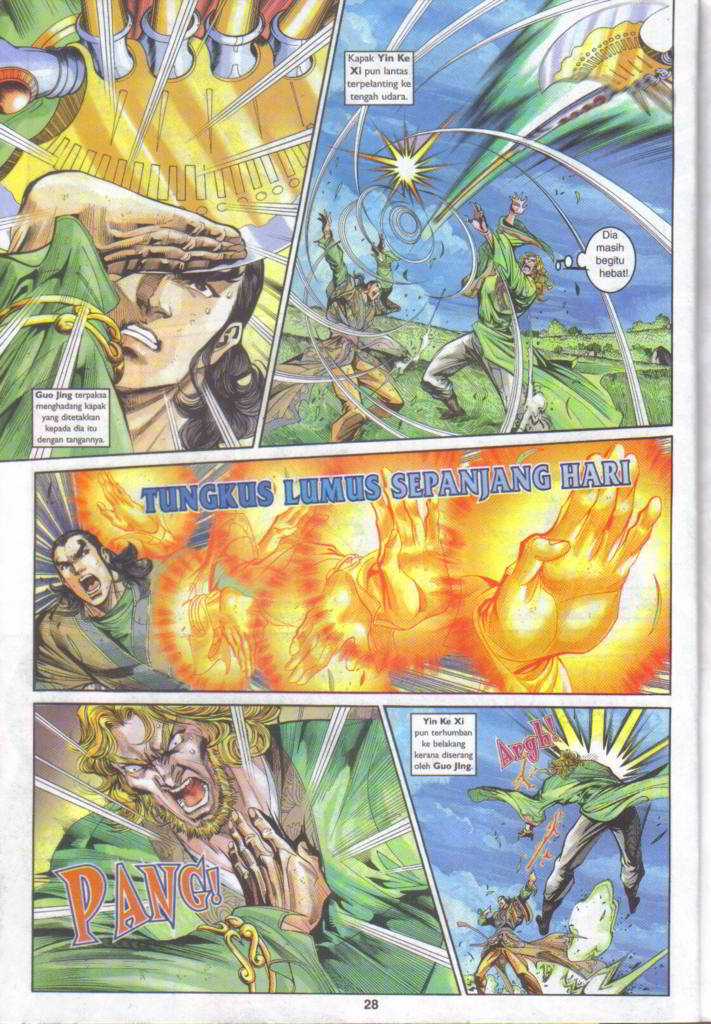 Guo Jing terpaksa
menghadang kapak
yang ditetakkan
kepada dia itu
dengan tangannya.
Kapak Yin Ke
Xi pun lantas
terpelanting ke
tengah udara.
Dia
masih
begitu
hebat!
TUNGKUS LUMUS SEPANJANG HARI
PANG!
Yin Ke Xi
pun terhumban
ke belakang
kerana diserang
oleh Guo JIng.
Argh!
28